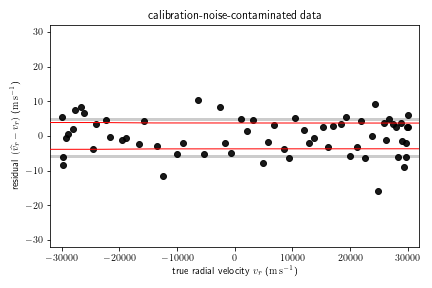 calibration-noise-contaminated data
30
20
10
0
−10
−20
−30
residual (ṽr − vr) (m s−1)
−30000 −20000 −10000 0 10000 20000 30000
true radial velocity vr (m s−1)